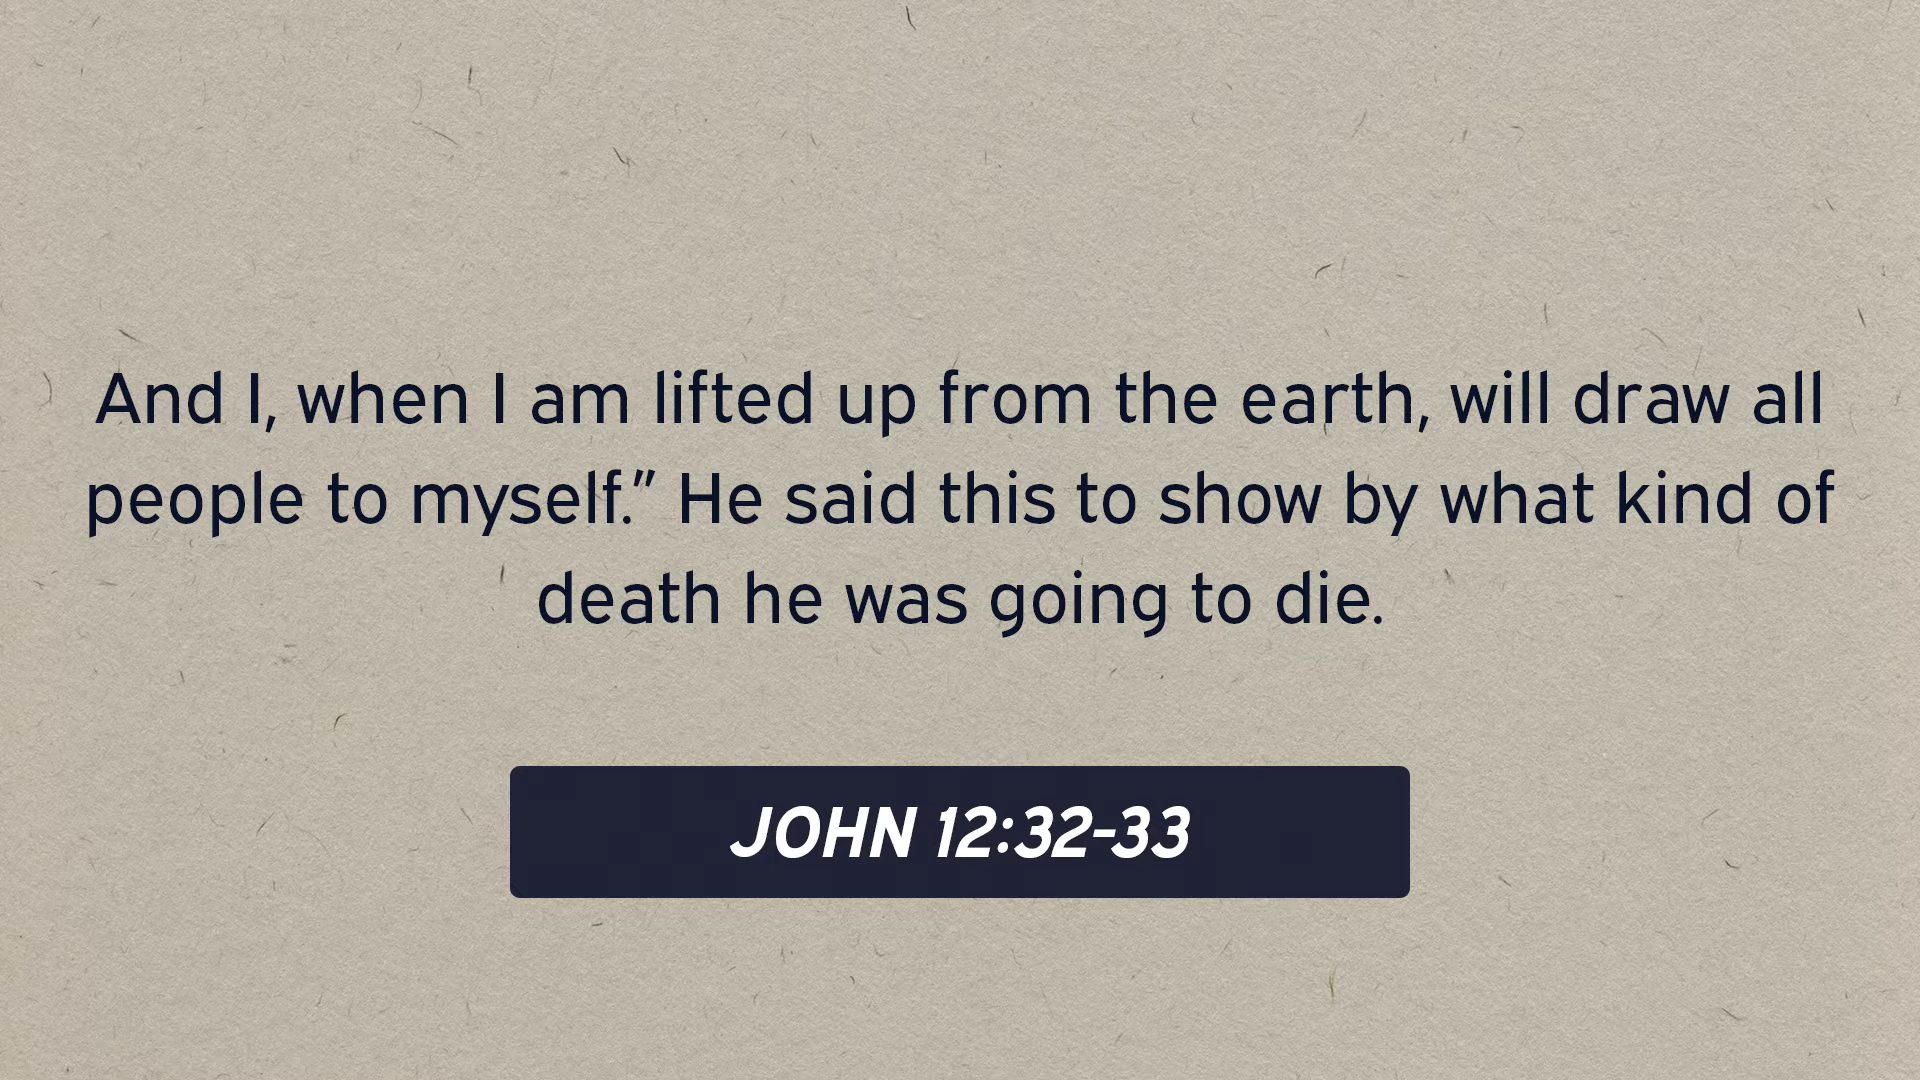 And I, when I am lifted up from the earth, will draw all
people to myself.” He said this to show by what kind of
death he was going to die.
JOHN 12:32-33